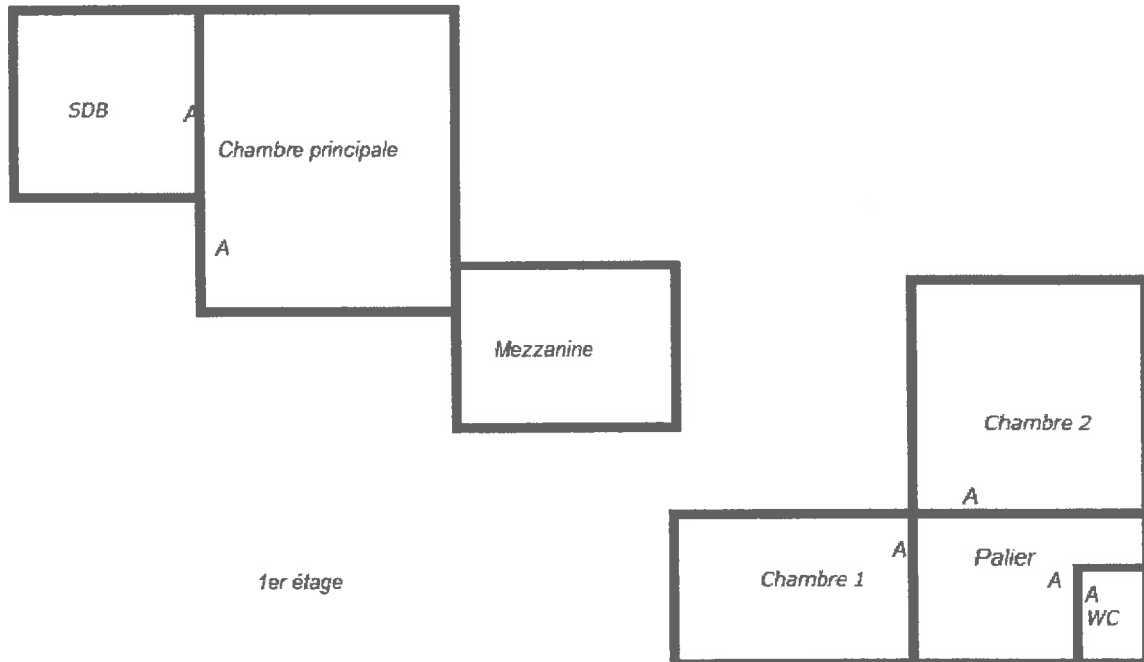 SDB
A
Chambre principale
A
Mezzanine
Chambre 2
A
A
Palier
Chambre 1
A
A
WC
1er étage